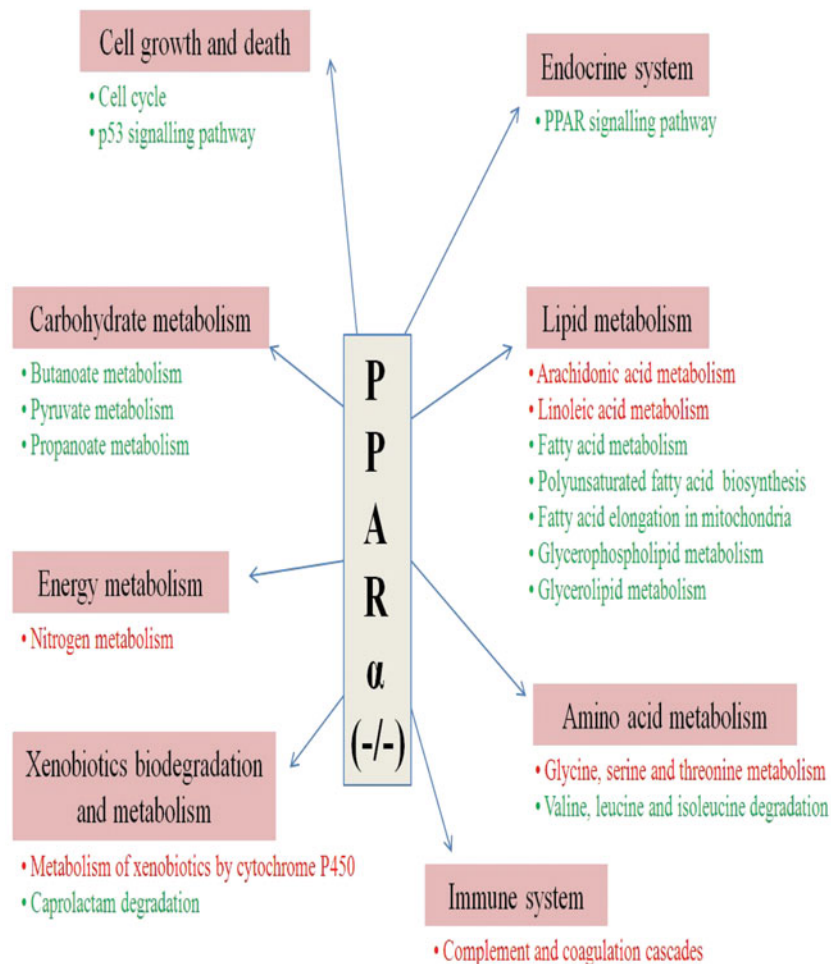 Cell growth and death
• Cell cycle
• p53 signalling pathway
Endocrine system
• PPAR signalling pathway
Carbohydrate metabolism
• Butanoate metabolism
• Pyruvate metabolism
• Propanoate metabolism
Lipid metabolism
• Arachidonic acid metabolism
• Linoleic acid metabolism
• Fatty acid metabolism
• Polyunsaturated fatty acid biosynthesis
• Fatty acid elongation in mitochondria
• Glycerophospholipid metabolism
• Glycerolipid metabolism
P
P
A
R
α
(-/-)
Energy metabolism
• Nitrogen metabolism
Amino acid metabolism
• Glycine, serine and threonine metabolism
• Valine, leucine and isoleucine degradation
Xenobiotics biodegradation
and metabolism
• Metabolism of xenobiotics by cytochrome P450
• Caprolactam degradation
Immune system
• Complement and coagulation cascades